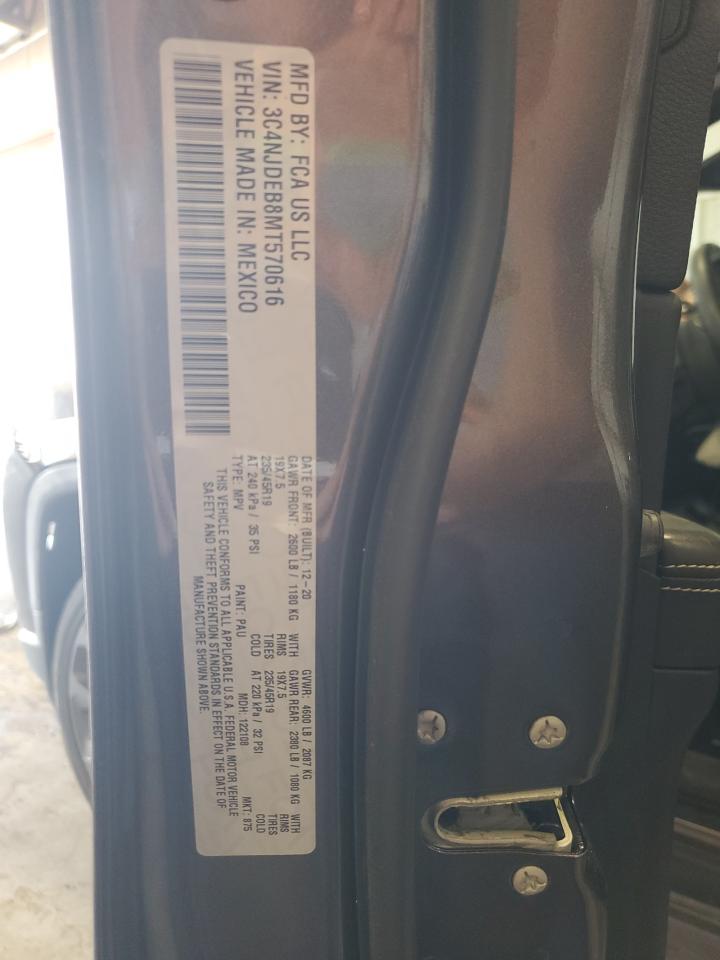 MFD BY: FCA US LLC
VIN: 3C4NJDEB8MT570616
VEHICLE MADE IN: MEXICO
DATE OF MFR (BUILT): 12-20 GVWR: 4600 LB / 2087 KG
GAWR FRONT: 2600 LB / 1180 KG WITH GAWR REAR: 2380 LB / 1080 KG WITH
19X7.5 RIMS 19X7.5 RIMS
235/45R19 TIRES 235/45R19 TIRES
AT 240 kPa / 35 PSI COLD AT 220 kPa / 32 PSI COLD
TYPE: MPV PAINT: PAU MDH: 122108 MKT: 875
THIS VEHICLE CONFORMS TO ALL APPLICABLE U.S.A. FEDERAL MOTOR VEHICLE
SAFETY AND THEFT PREVENTION STANDARDS IN EFFECT ON THE DATE OF
MANUFACTURE SHOWN ABOVE.